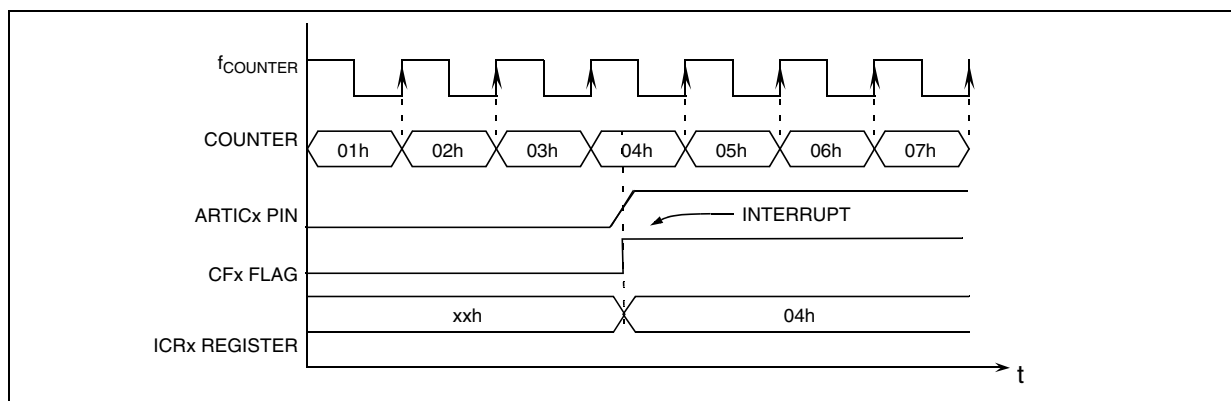 fCOUNTER
COUNTER
01h 02h 03h 04h 05h 06h 07h
ARTICx PIN
INTERRUPT
CFx FLAG
xxh 04h
ICRx REGISTER
t